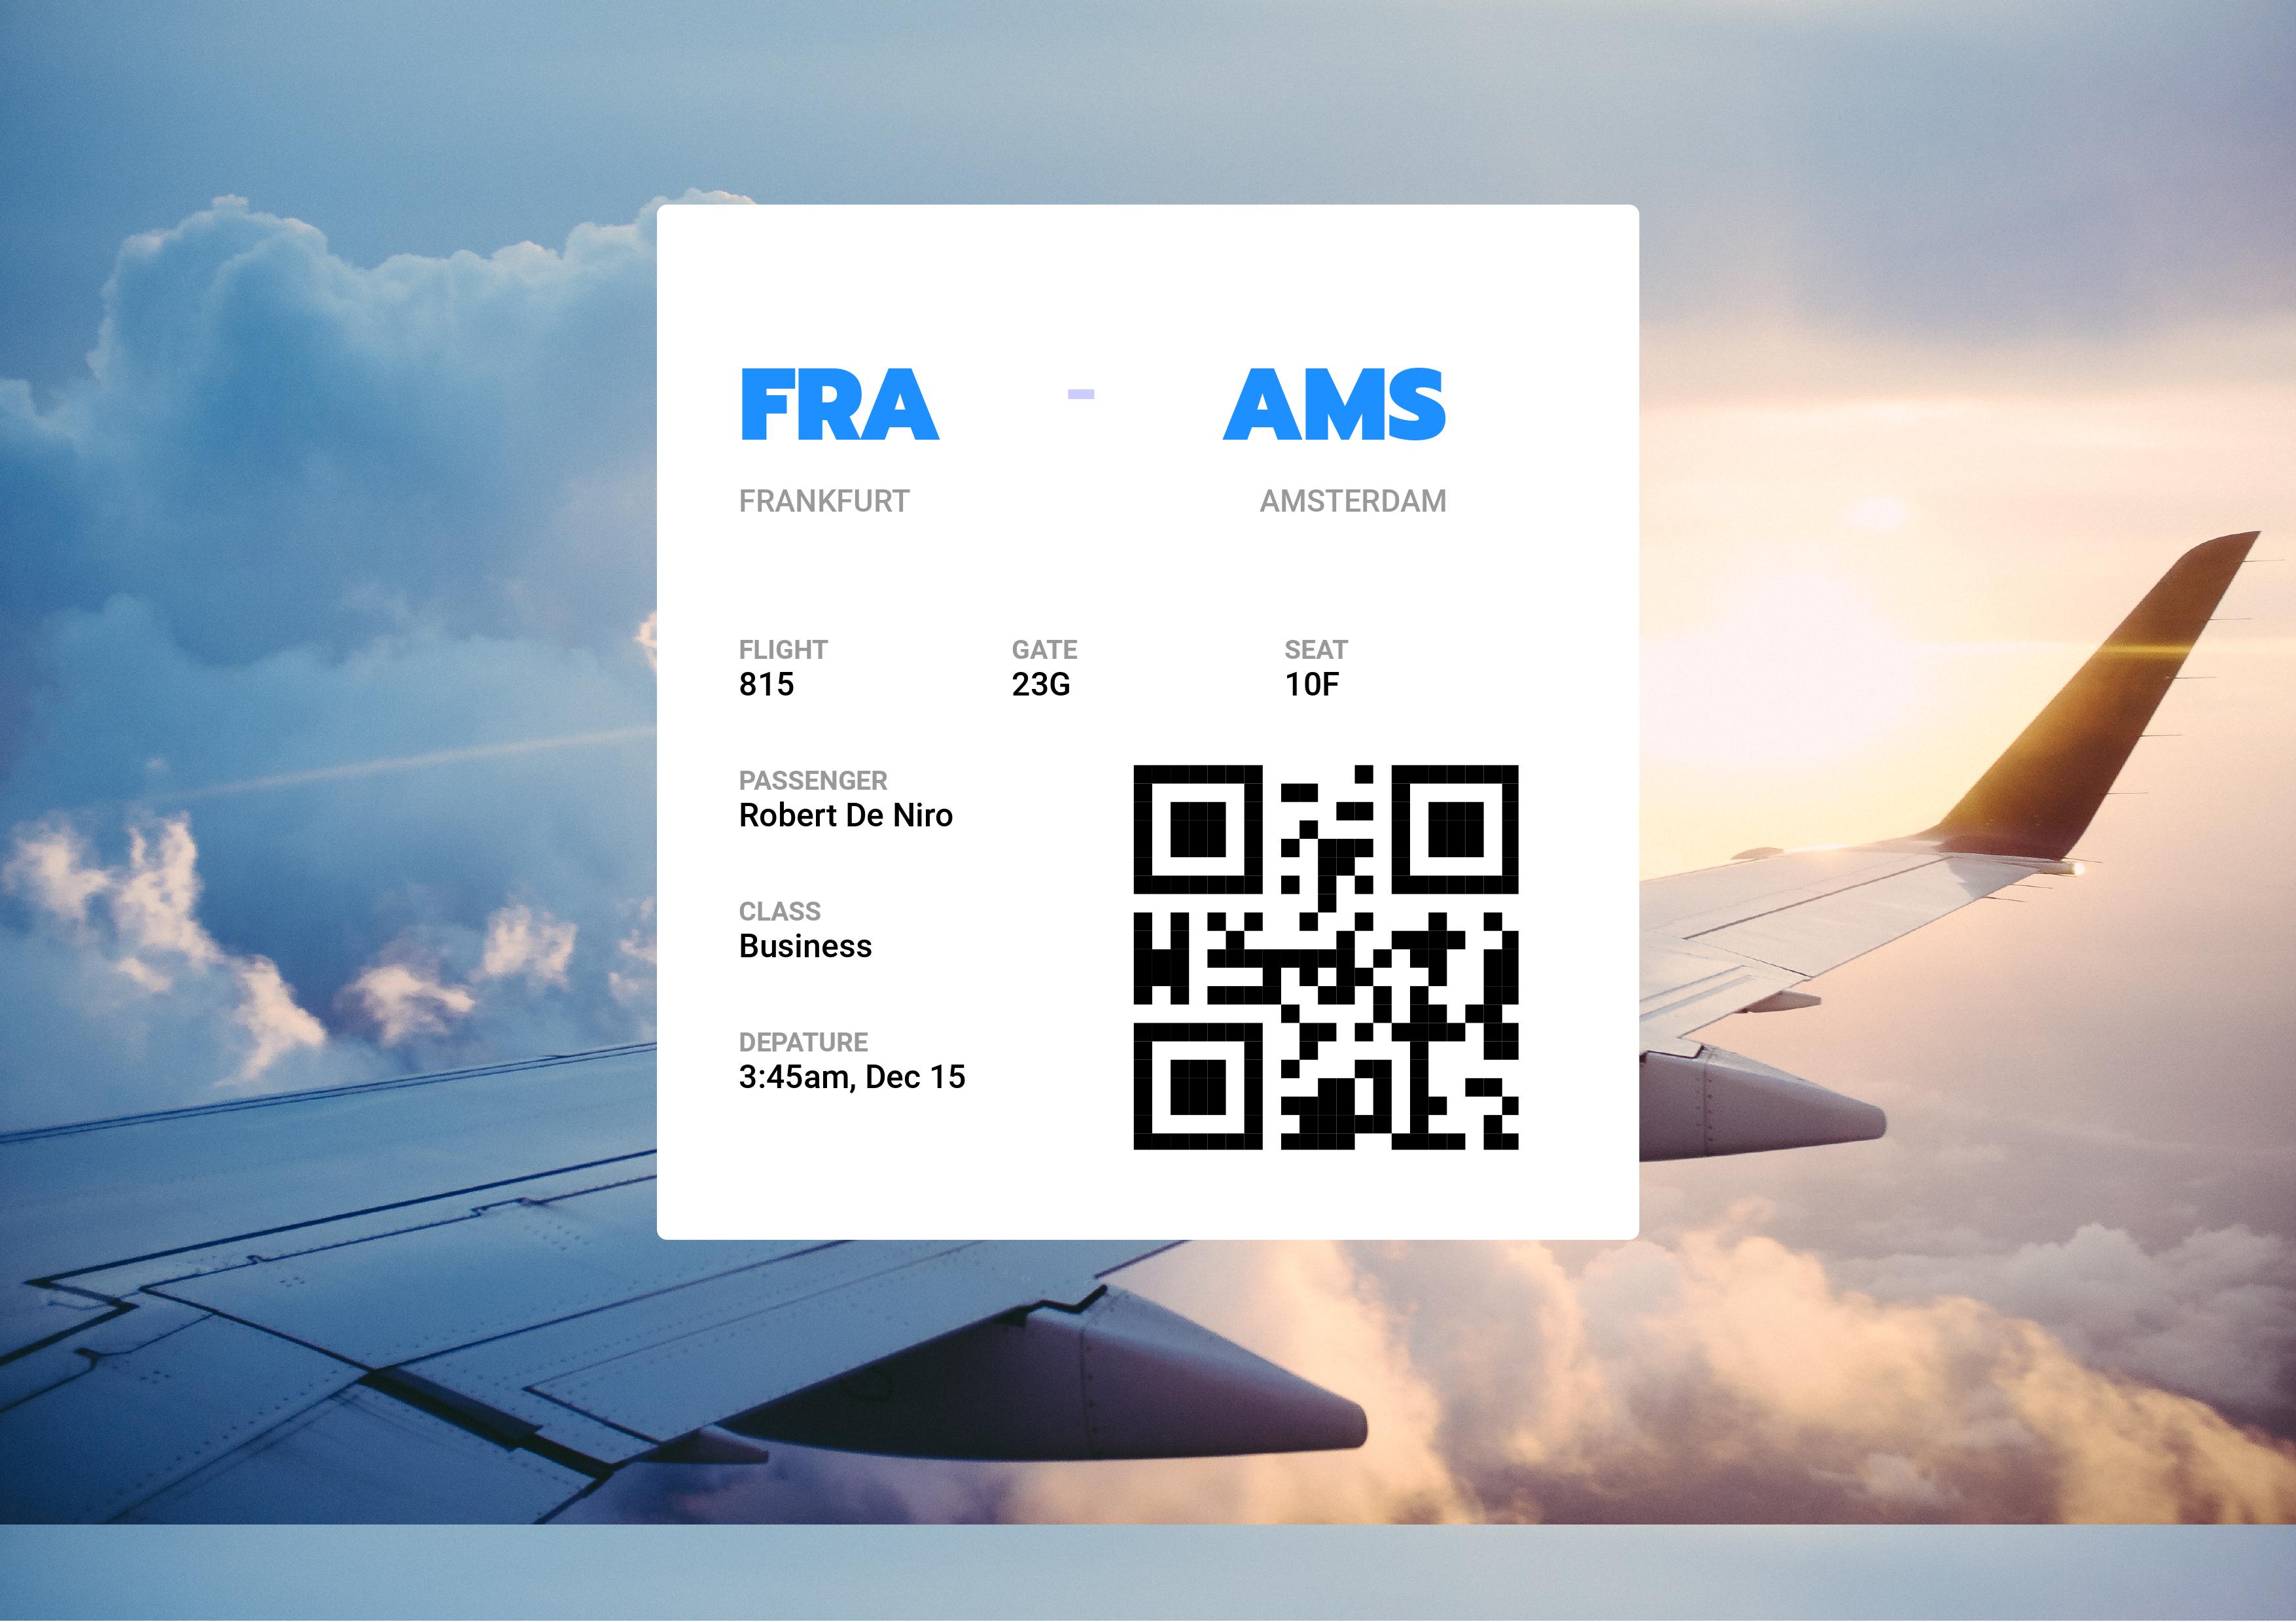 FRA - AMS
FRANKFURT AMSTERDAM
FLIGHT GATE SEAT
815 23G 10F
PASSENGER
Robert De Niro
CLASS
Business
DEPATURE
3:45am, Dec 15